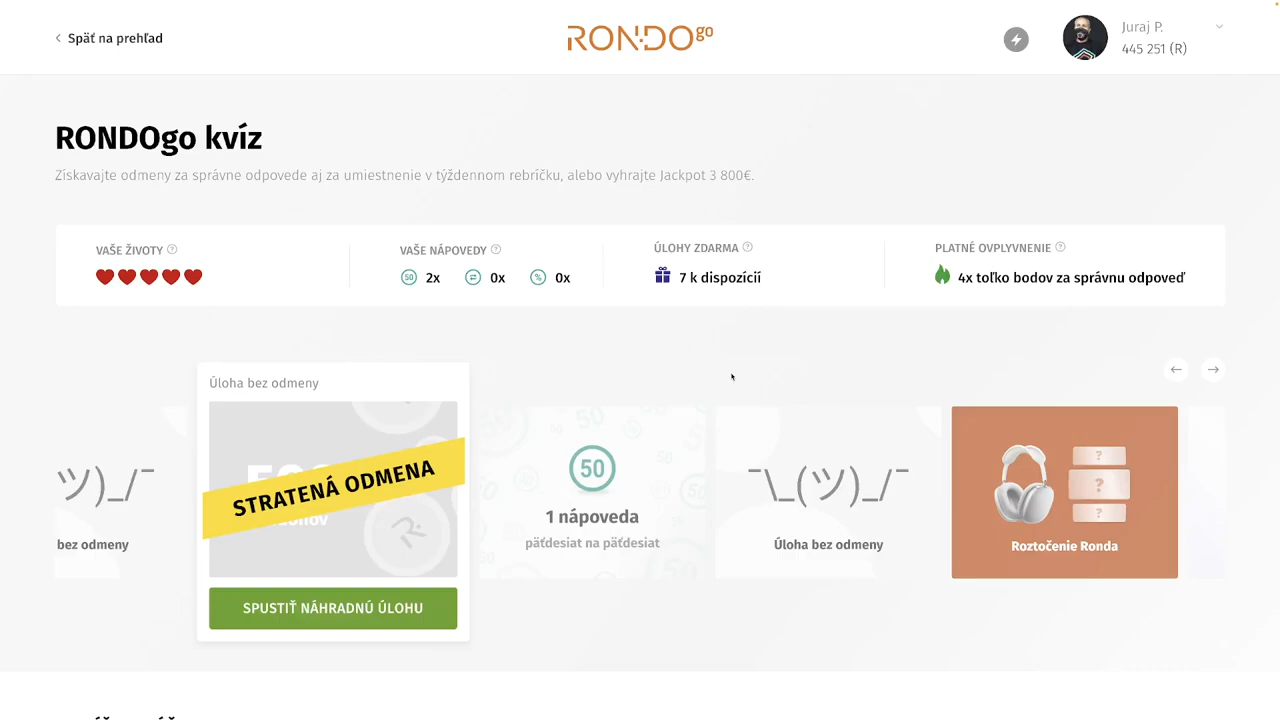 Späť na prehľad
RONDOgo
Juraj P.
445 251 (R)
RONDOgo kvíz
Získavajte odmeny za správne odpovede aj za umiestnenie v týždennom rebríčku, alebo vyhrajte Jackpot 3 800€.
VAŠE ŽIVOTY
VAŠE NÁPOVEDY
50 2x
0x
% 0x
ÚLOHY ZDARMA
7 k dispozícií
PLATNÉ OVPLYVNENIE
4x toľko bodov za správnu odpoveď
ツ)_/¯
bez odmeny
Úloha bez odmeny
STRATENÁ ODMENA
SPUSTIŤ NÁHRADNÚ ÚLOHU
50
1 nápoveda
päťdesiat na päťdesiat
¯\_(ツ)_/¯
Úloha bez odmeny
?
?
?
Roztočenie Ronda